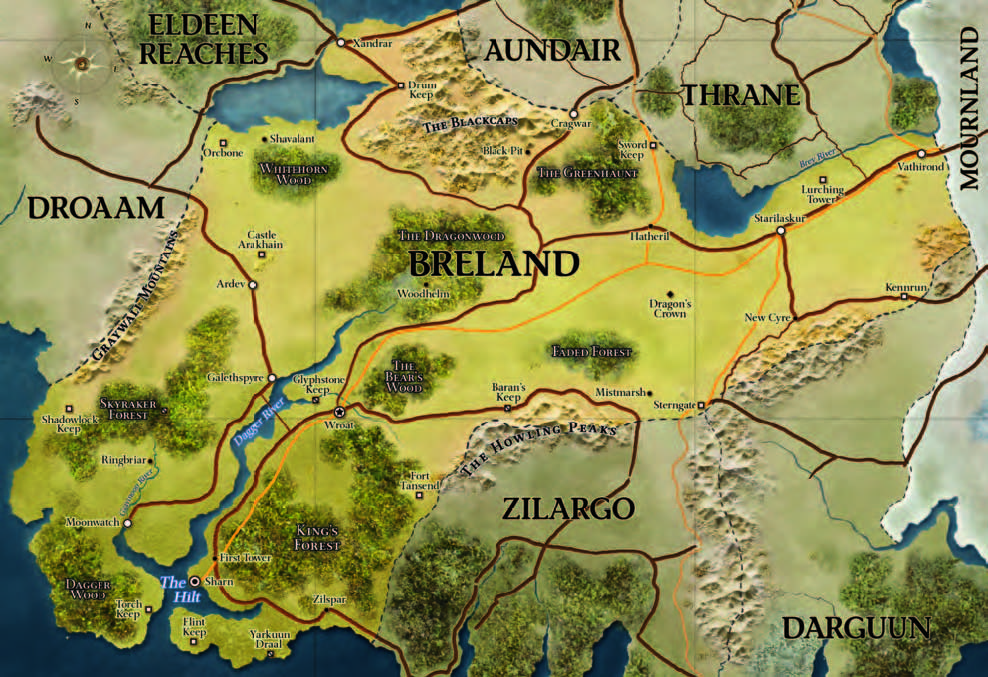 ELDEEN
REACHES
AUNDAIR
THRANE
MOURNLAND
N
W
E
S
Xandrar
Drum
Keep
THE BLACKCAPS
Cragwar
Black Pit
Sword
Keep
THE GREENHAUNT
Brey River
Vathirond
Lurching
Tower
Starilaskur
Orcbone
Shavalant
WHITEHORN
WOOD
DROAAM
GRAYWALL MOUNTAINS
Castle
Arakhain
THE DRAGONWOOD
BRELAND
Hatheril
Ardev
Woodhelm
Dragon's
Crown
New Cyre
Kennrun
Galethspyre
Glyphstone
Keep
THE
BEAR'S
WOOD
FADED FOREST
Baran's
Keep
Mistmarsh
Sterngate
SKYRAKER
FOREST
Shadowlock
Keep
Dagger River
Wroat
THE HOWLING PEAKS
Ringbriar
Fort
Tansend
ZILARGO
Moonwatch
KING'S
FOREST
First Tower
DAGGER
WOOD
The
Hilt
Sharn
Torch
Keep
Zilspar
Flint
Keep
Yarkuun
Draal
DARGUUN